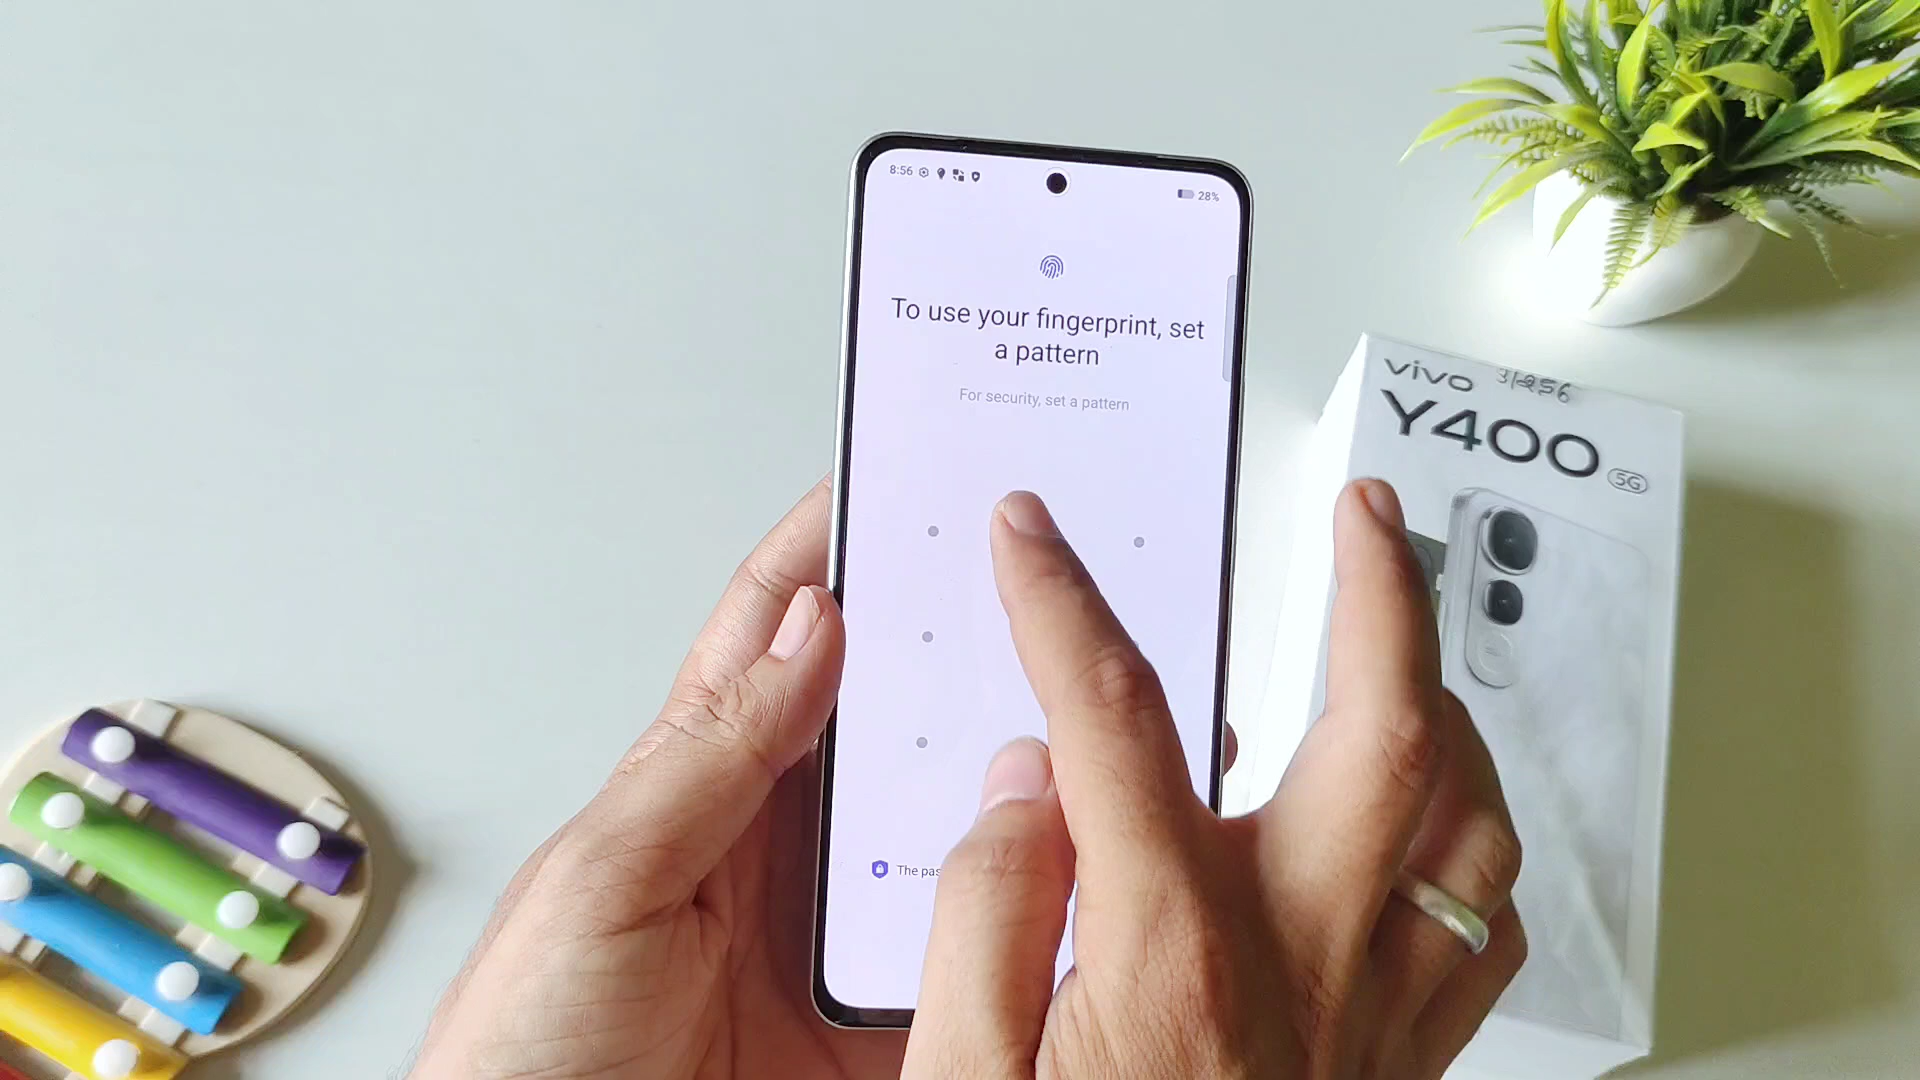 8:56
28%
To use your fingerprint, set
a pattern
For security, set a pattern
The pas
vivo
Y400
5G